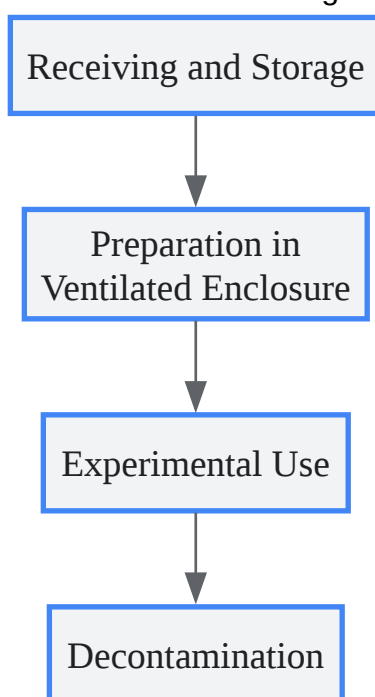 Receiving and Storage
Preparation in
Ventilated Enclosure
Experimental Use
Decontamination